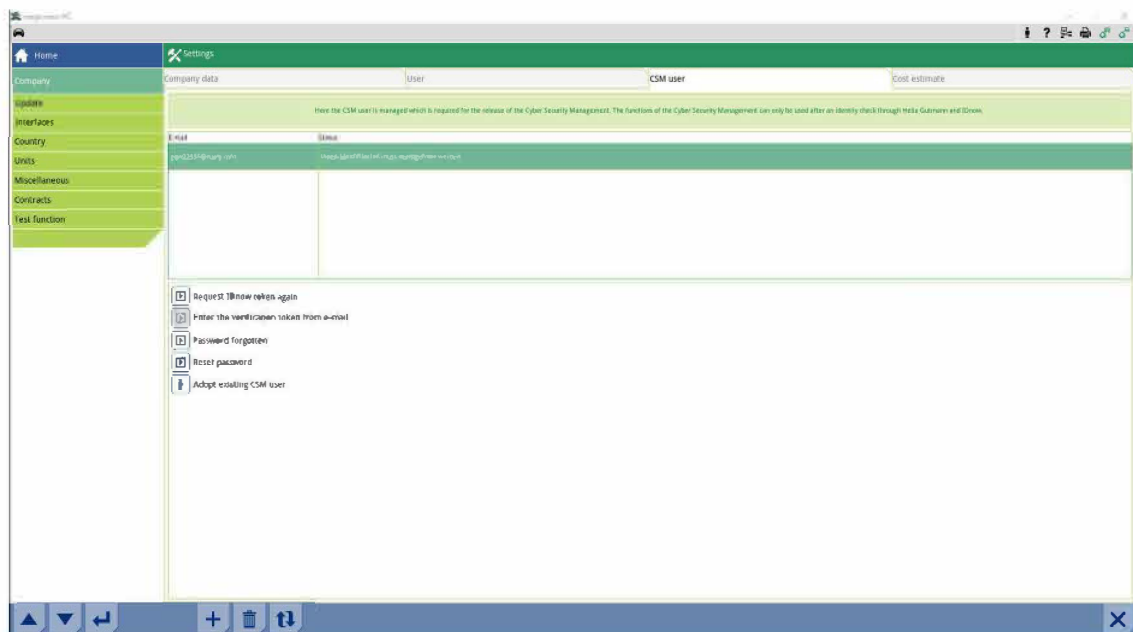 Home
Settings
Company
Company data
User
CSM user
Cost estimate
Update
Interfaces
Country
Units
Miscellaneous
Contracts
Test function
Here the CSM user is managed which is required for the release of the Cyber Security Management. The functions of the Cyber Security Management can only be used after an identity check through Hella Gutmann and IDnow.
E-mail
Status
Request IDnow token again
Enter the verification token from e-mail
Password forgotten
Reset password
Adopt existing CSM user